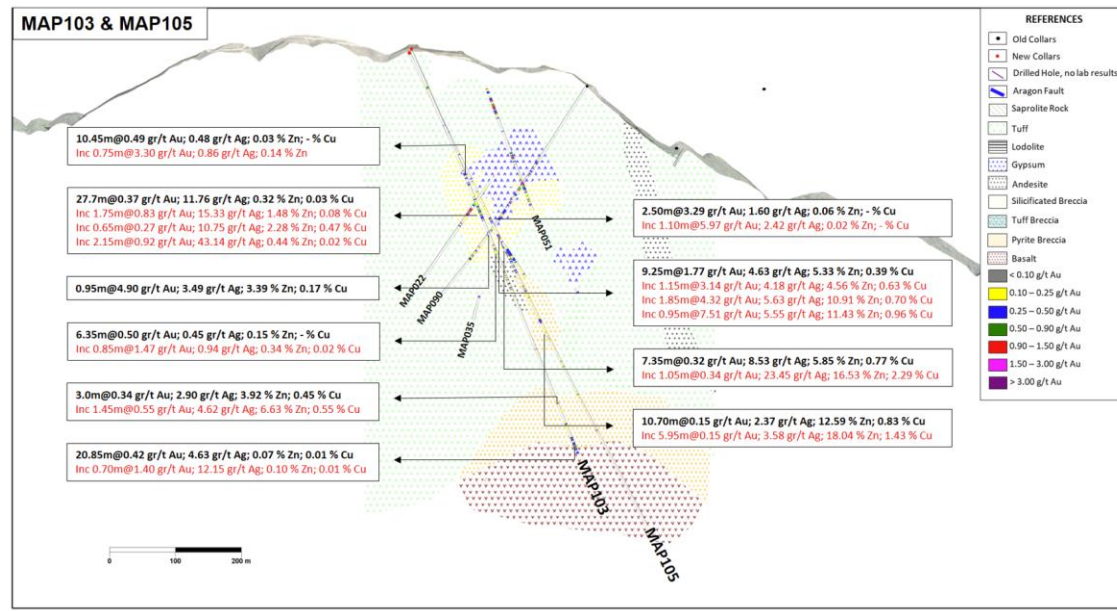 MAP103 & MAP105
REFERENCES
Old Collars
New Collars
Drilled Hole, no lab results
Aragon Fault
Saprolite Rock
Tuff
Lodolite
Gypsum
Andesite
Silicificated Breccia
Tuff Breccia
Pyrite Breccia
Basalt
< 0.10 g/t Au
0.10 – 0.25 g/t Au
0.25 – 0.50 g/t Au
0.50 – 0.90 g/t Au
0.90 – 1.50 g/t Au
1.50 – 3.00 g/t Au
> 3.00 g/t Au
10.45m@0.49 gr/t Au; 0.48 gr/t Ag; 0.03 % Zn; - % Cu
Inc 0.75m@3.30 gr/t Au; 0.86 gr/t Ag; 0.14 % Zn
27.7m@0.37 gr/t Au; 11.76 gr/t Ag; 0.32 % Zn; 0.03 % Cu
Inc 1.75m@0.83 gr/t Au; 15.33 gr/t Ag; 1.48 % Zn; 0.08 % Cu
Inc 0.65m@0.27 gr/t Au; 10.75 gr/t Ag; 2.28 % Zn; 0.47 % Cu
Inc 2.15m@0.92 gr/t Au; 43.14 gr/t Ag; 0.44 % Zn; 0.02 % Cu
0.95m@4.90 gr/t Au; 3.49 gr/t Ag; 3.39 % Zn; 0.17 % Cu
6.35m@0.50 gr/t Au; 0.45 gr/t Ag; 0.15 % Zn; - % Cu
Inc 0.85m@1.47 gr/t Au; 0.94 gr/t Ag; 0.34 % Zn; 0.02 % Cu
3.0m@0.34 gr/t Au; 2.90 gr/t Ag; 3.92 % Zn; 0.45 % Cu
Inc 1.45m@0.55 gr/t Au; 4.62 gr/t Ag; 6.63 % Zn; 0.55 % Cu
20.85m@0.42 gr/t Au; 4.63 gr/t Ag; 0.07 % Zn; 0.01 % Cu
Inc 0.70m@1.40 gr/t Au; 12.15 gr/t Ag; 0.10 % Zn; 0.01 % Cu
2.50m@3.29 gr/t Au; 1.60 gr/t Ag; 0.06 % Zn; - % Cu
Inc 1.10m@5.97 gr/t Au; 2.42 gr/t Ag; 0.02 % Zn; - % Cu
9.25m@1.77 gr/t Au; 4.63 gr/t Ag; 5.33 % Zn; 0.39 % Cu
Inc 1.15m@3.14 gr/t Au; 4.18 gr/t Ag; 4.56 % Zn; 0.63 % Cu
Inc 1.85m@4.32 gr/t Au; 5.63 gr/t Ag; 10.91 % Zn; 0.70 % Cu
Inc 0.95m@7.51 gr/t Au; 5.55 gr/t Ag; 11.43 % Zn; 0.96 % Cu
7.35m@0.32 gr/t Au; 8.53 gr/t Ag; 5.85 % Zn; 0.77 % Cu
Inc 1.05m@0.34 gr/t Au; 23.45 gr/t Ag; 16.53 % Zn; 2.29 % Cu
10.70m@0.15 gr/t Au; 2.37 gr/t Ag; 12.59 % Zn; 0.83 % Cu
Inc 5.95m@0.15 gr/t Au; 3.58 gr/t Ag; 18.04 % Zn; 1.43 % Cu
MAP051
MAP022
MAP090
MAP035
MAP103
MAP105
0 100 200 m